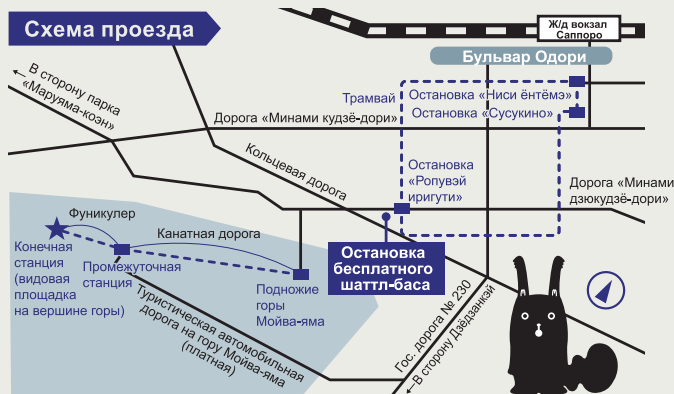 Схема проезда
Ж/д вокзал
Саппоро
Бульвар Одори
← В сторону парка
«Маруяма-коэн»
Трамвай
Остановка «Ниси ёнтёмэ»
Остановка «Сусукино»
Дорога «Минами кудзё-дори»
Кольцевая дорога
Остановка
«Ропувэй
иригути»
Дорога «Минами
дзюкудзё-дори»
Фуникулер
Канатная дорога
Конечная
станция
(видовая
площадка
на вершине горы)
Промежуточная
станция
Подножие
горы
Мойва-яма
Остановка
бесплатного
шаттл-баса
Туристическая автомобильная
дорога на гору Мойва-яма
(платная)
Гос. дорога № 230
←В сторону Дзёдзанкэй